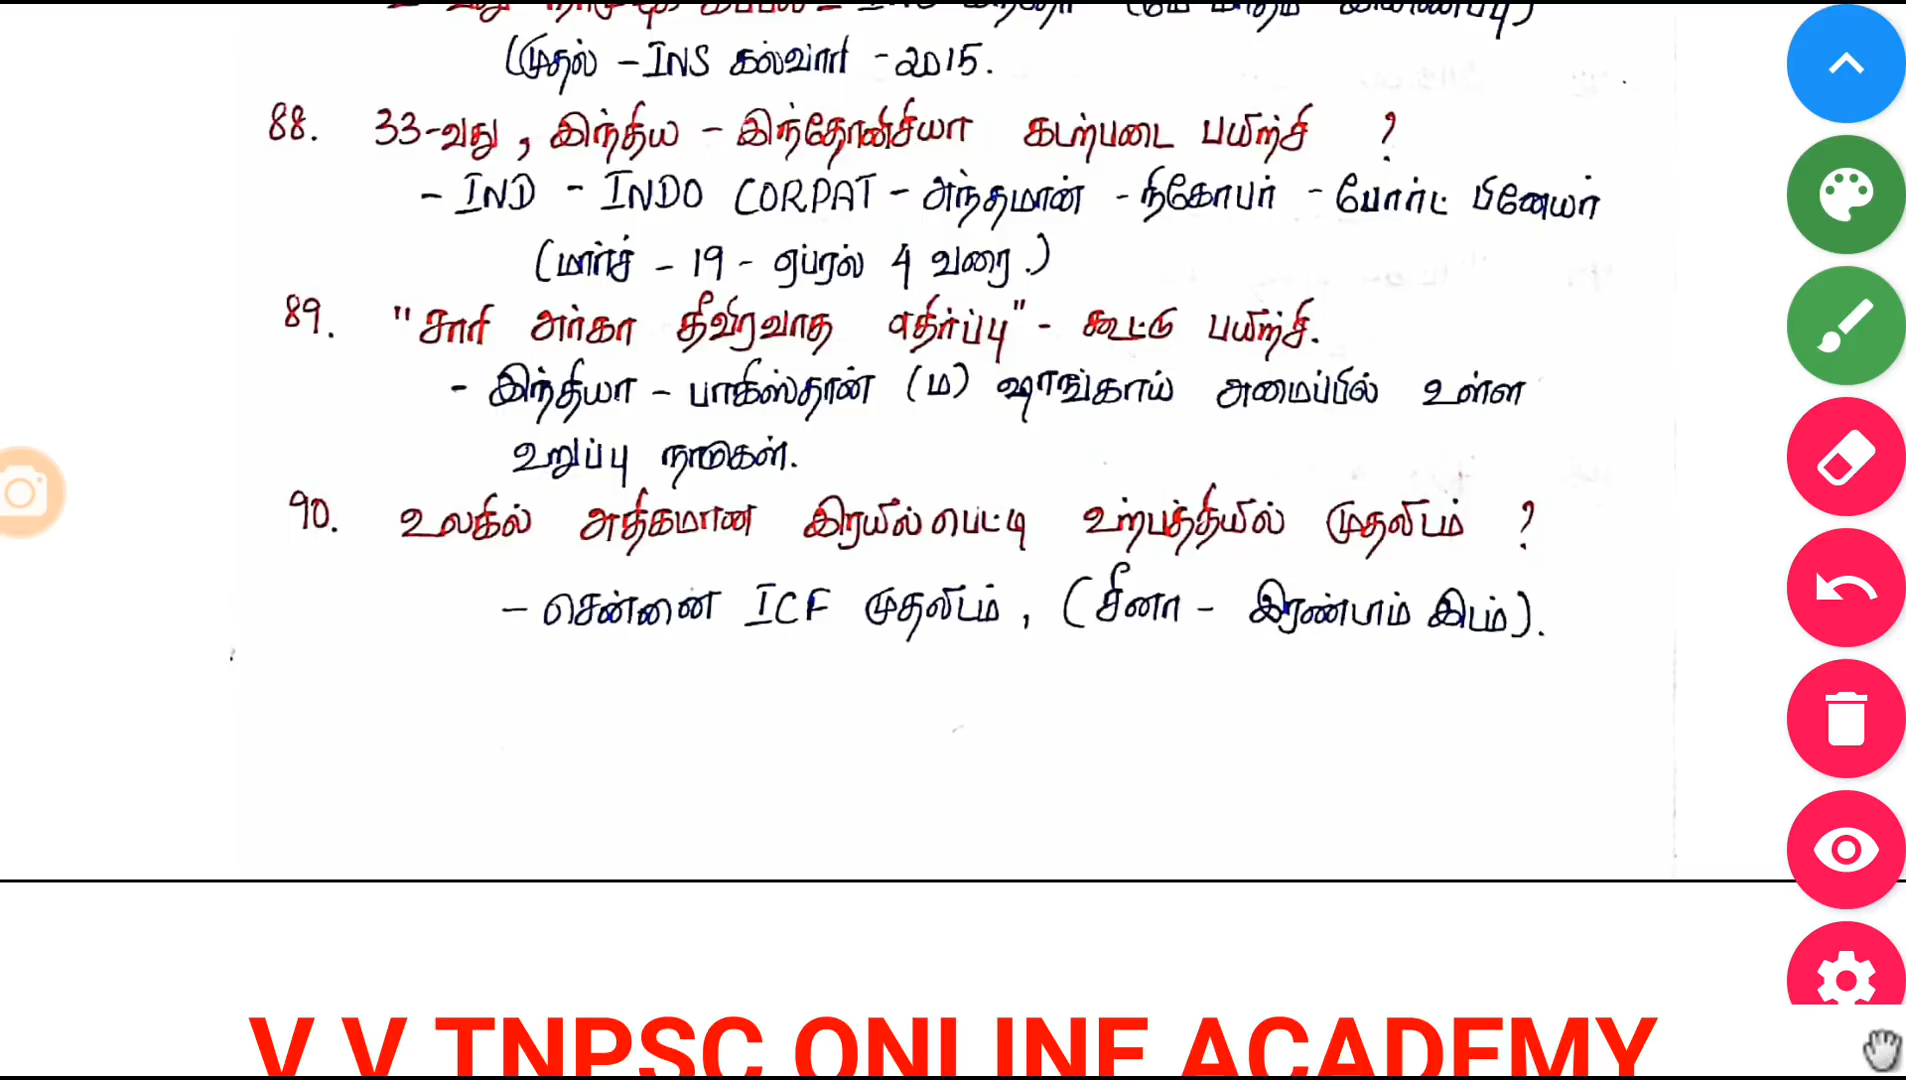 (முதல் - INS கல்வார் - 2015.
88. 33-வது, இந்திய - இந்தோனிசியா கடற்படை பயிற்சி ?
- IND - INDO CORPAT - அந்தமான் - நிகோபர் - போர்ட் பினேயர்
(மார்ச் - 19 - ஏப்ரல் 4 வரை.)
89. "சாரி அர்கா தீவிரவாத எதிர்ப்பு" - கூட்டு பயிற்சி.
- இந்தியா - பாகிஸ்தான் (ம) ஷாங்காய் அமைப்பில் உள்ள
உறுப்பு நாடுகள்.
90. உலகில் அதிகமான இரயில்பெட்டி உற்பத்தியில் முதலிடம் ?
- சென்னை ICF முதலிடம், (சீனா - இரண்டாம் இடம்).
V V TNPSC ONLINE ACADEMY